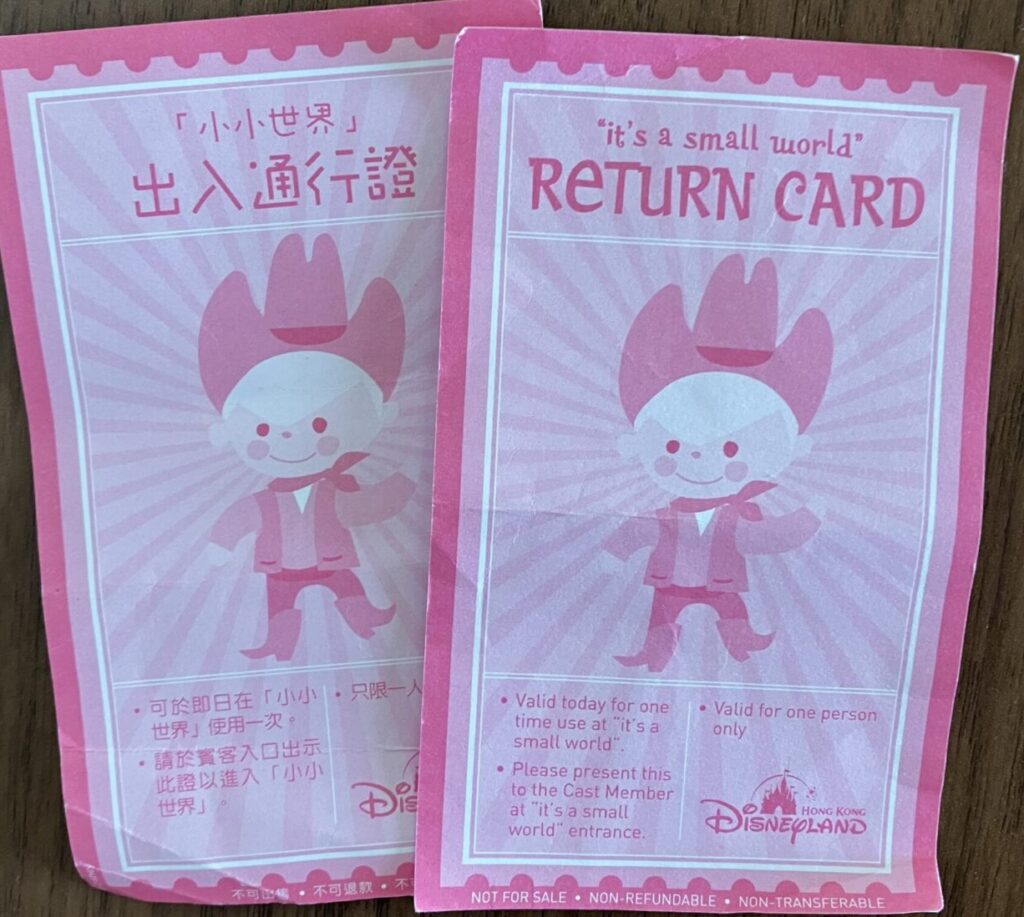 「小小世界」
出入通行證
• 可於即日在「小小
世界」使用一次。
• 請於賓客入口出示
此證以進入「小小
世界」。
• 只限一人
Dis
不可出售 • 不可退款 • 不
"it's a small world"
RETURN CARD
• Valid today for one
time use at "it's a
small world".
• Please present this
to the Cast Member
at "it's a small
world" entrance.
• Valid for one person
only
HONG KONG
DISNEYLAND
NOT FOR SALE • NON-REFUNDABLE • NON-TRANSFERABLE